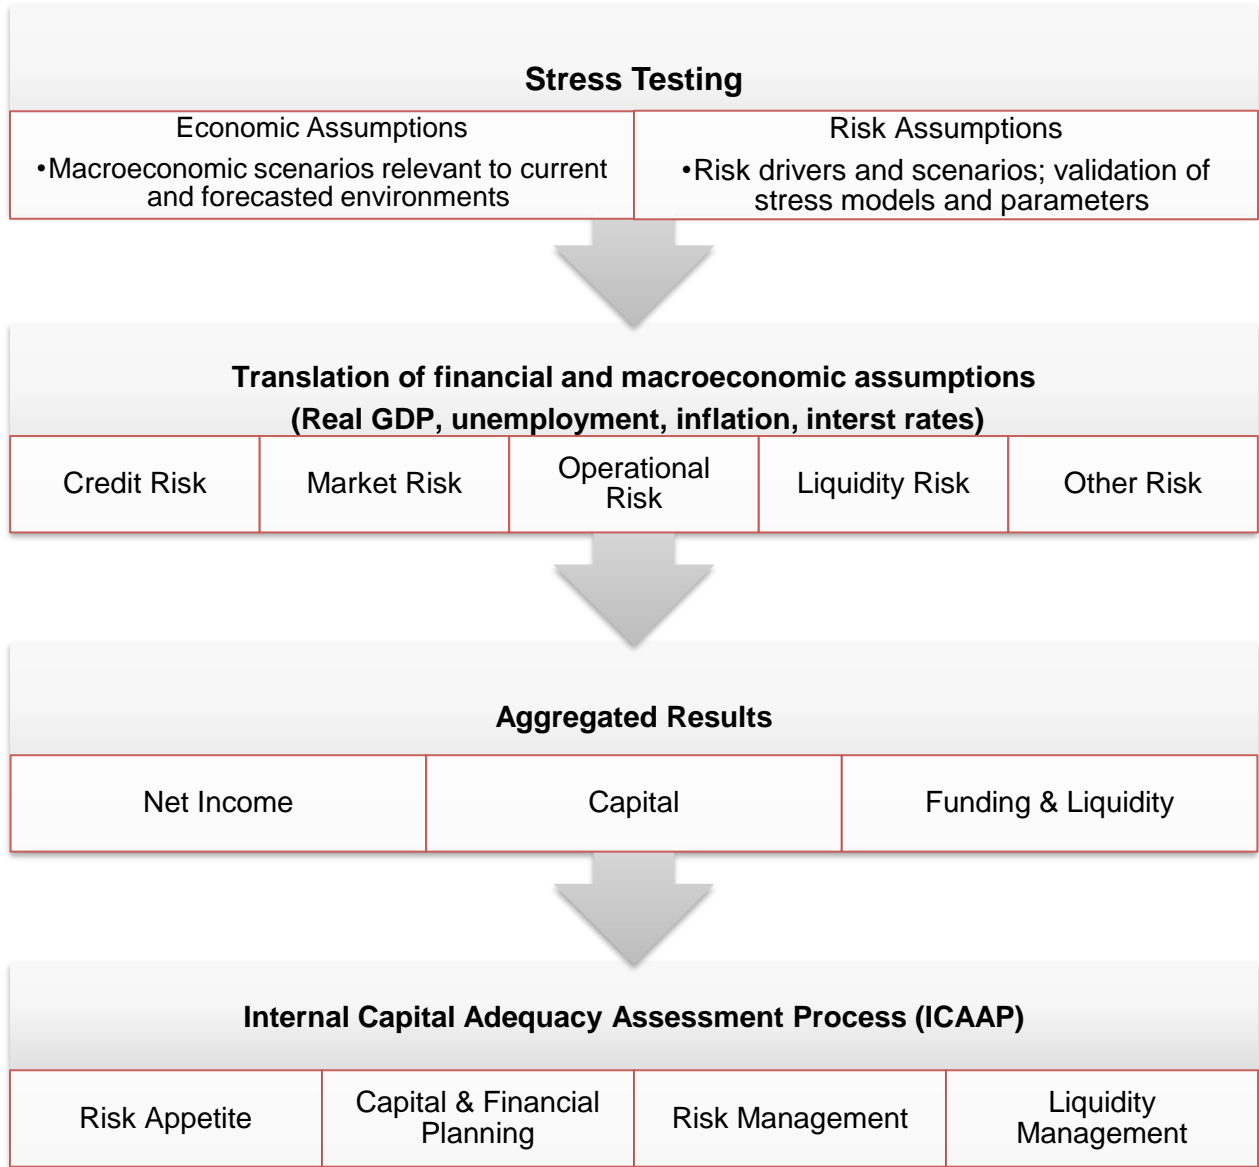 Stress Testing
Economic Assumptions
•Macroeconomic scenarios relevant to current
and forecasted environments
Risk Assumptions
•Risk drivers and scenarios; validation of
stress models and parameters
Translation of financial and macroeconomic assumptions
(Real GDP, unemployment, inflation, interst rates)
Credit Risk
Market Risk
Operational
Risk
Liquidity Risk
Other Risk
Aggregated Results
Net Income
Capital
Funding & Liquidity
Internal Capital Adequacy Assessment Process (ICAAP)
Risk Appetite
Capital & Financial
Planning
Risk Management
Liquidity
Management